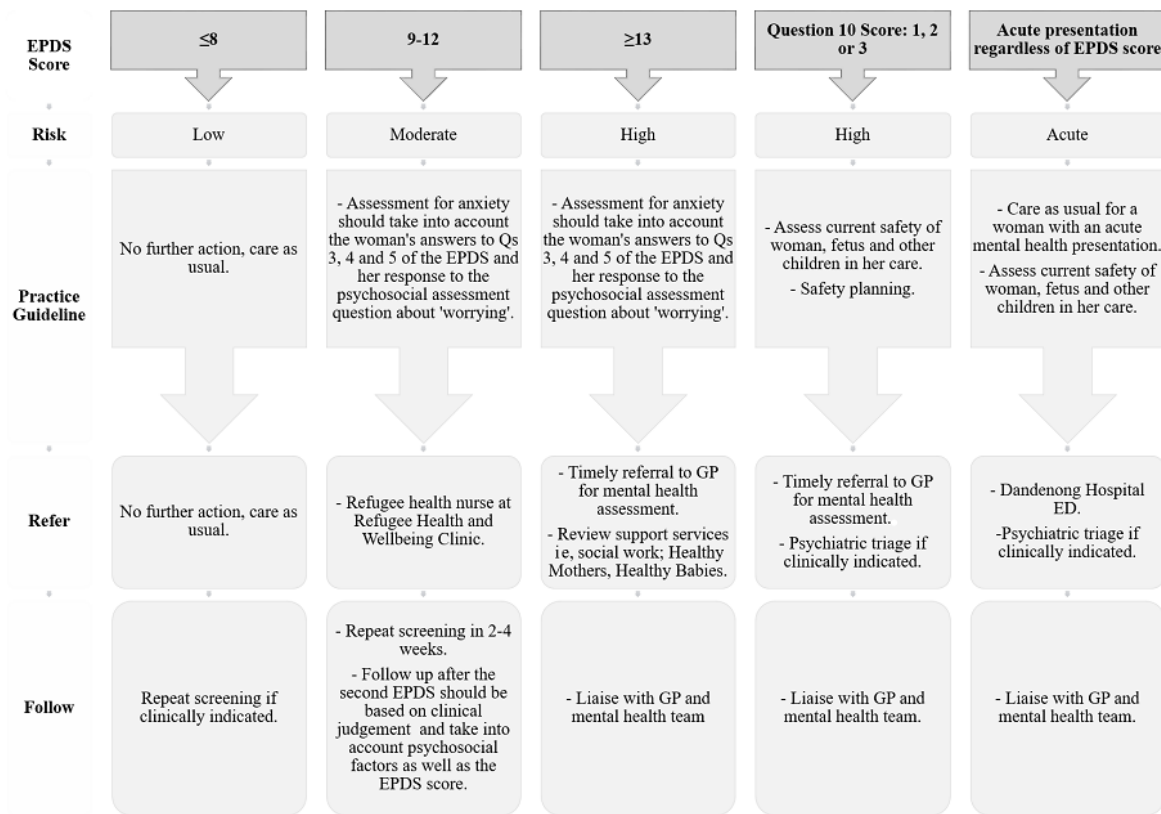 EPDS
Score
≤8
9-12
≥13
Question 10 Score: 1, 2
or 3
Acute presentation
regardless of EPDS score
Risk
Low
Moderate
High
High
Acute
Practice
Guideline
No further action, care as
usual.
- Assessment for anxiety
should take into account
the woman's answers to Qs
3, 4 and 5 of the EPDS and
her response to the
psychosocial assessment
question about 'worrying'.
- Assessment for anxiety
should take into account
the woman's answers to Qs
3, 4 and 5 of the EPDS and
her response to the
psychosocial assessment
question about 'worrying'.
- Assess current safety of
woman, fetus and other
children in her care.
- Safety planning.
- Care as usual for a
woman with an acute
mental health presentation.
- Assess current safety of
woman, fetus and other
children in her care.
Refer
No further action, care as
usual.
- Refugee health nurse at
Refugee Health and
Wellbeing Clinic.
- Timely referral to GP
for mental health
assessment.
- Review support services
ie, social work; Healthy
Mothers, Healthy Babies.
- Timely referral to GP
for mental health
assessment.
- Psychiatric triage if
clinically indicated.
- Dandenong Hospital
ED.
-Psychiatric triage if
clinically indicated.
Follow
Repeat screening if
clinically indicated.
- Repeat screening in 2-4
weeks.
- Follow up after the
second EPDS should be
based on clinical
judgement and take into
account psychosocial
factors as well as the
EPDS score.
- Liaise with GP and
mental health team
- Liaise with GP and
mental health team.
- Liaise with GP and
mental health team.